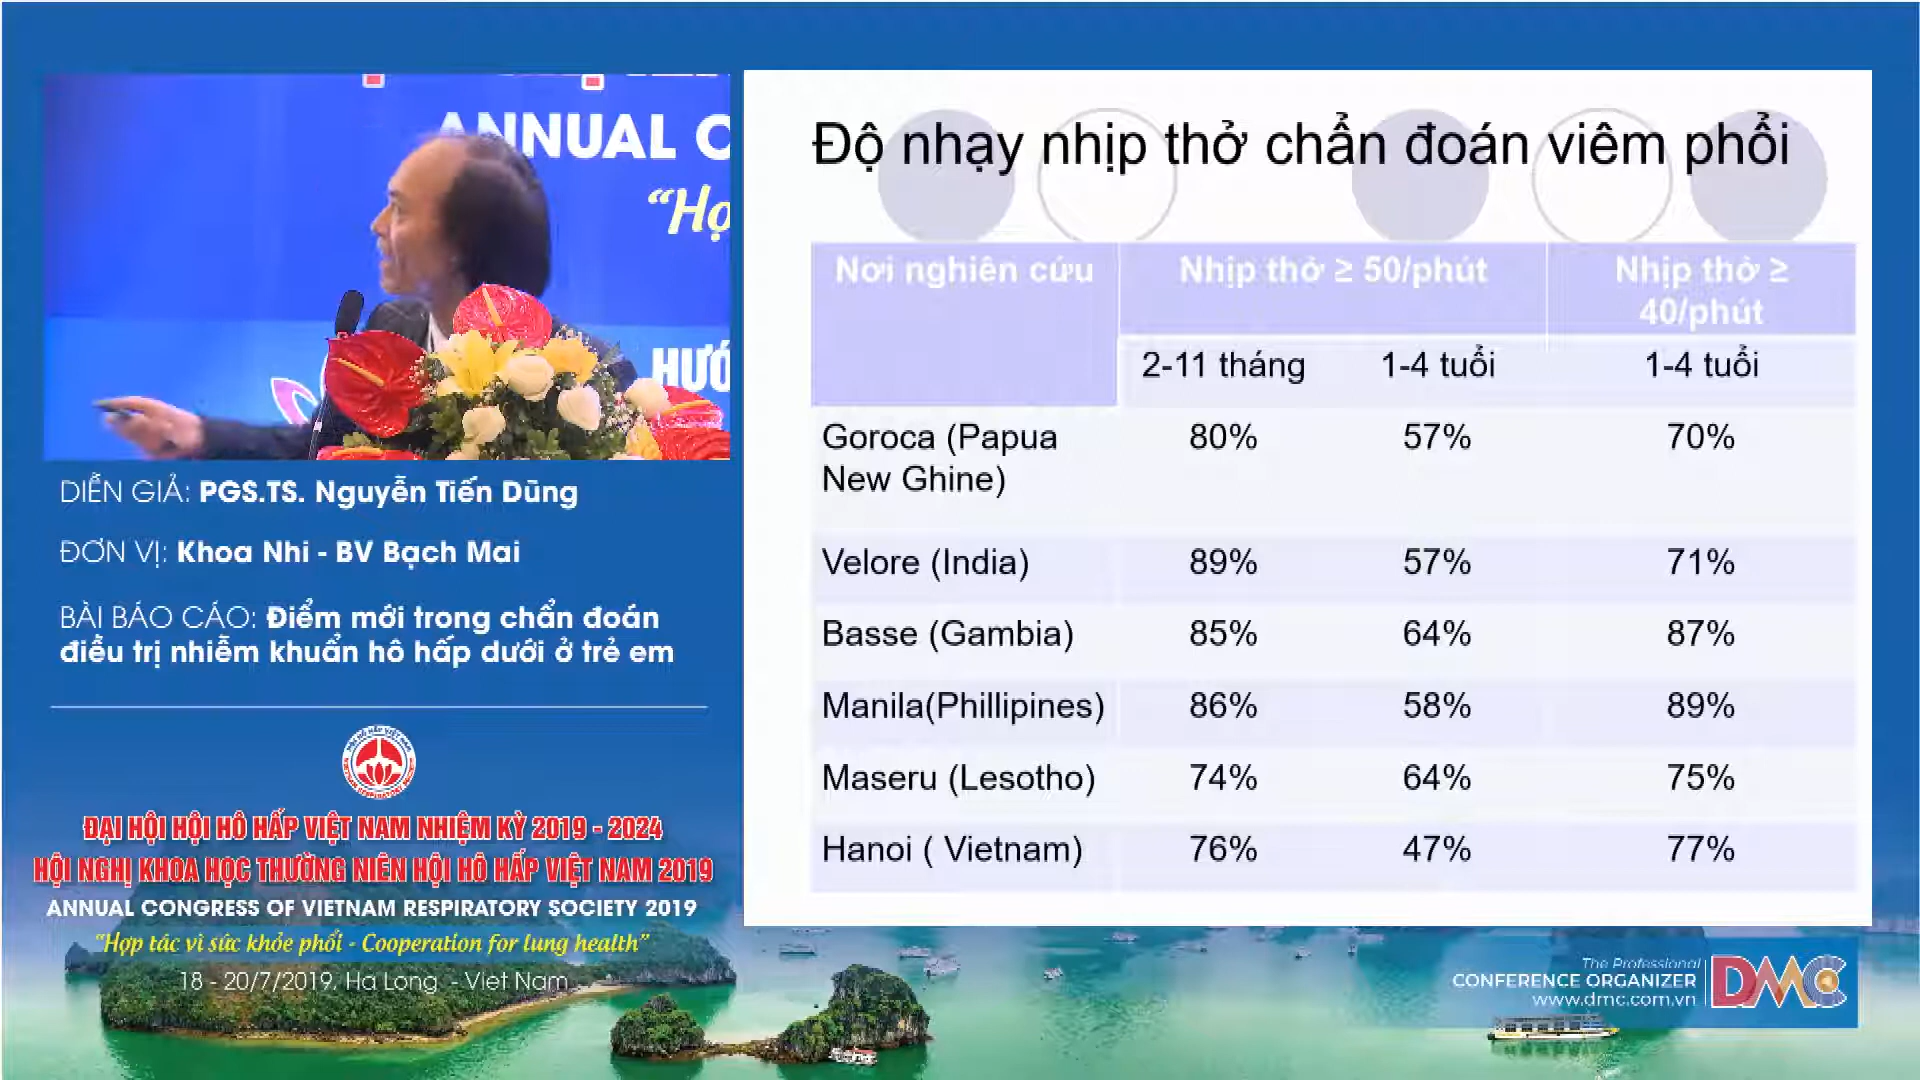 ANNUAL C
“Họ
HƯỚ
DIỄN GIẢ: PGS.TS. Nguyễn Tiến Dũng
ĐƠN VỊ: Khoa Nhi - BV Bạch Mai
BÀI BÁO CÁO: Điểm mới trong chẩn đoán
điều trị nhiễm khuẩn hô hấp dưới ở trẻ em
ĐẠI HỘI HỘI HÔ HẤP VIỆT NAM NHIỆM KỲ 2019 - 2024
HỘI NGHỊ KHOA HỌC THƯỜNG NIÊN HỘI HÔ HẤP VIỆT NAM 2019
ANNUAL CONGRESS OF VIETNAM RESPIRATORY SOCIETY 2019
“Hợp tác vì sức khỏe phổi - Cooperation for lung health”
18 - 20/7/2019, Ha Long - Viet Nam
Độ nhạy nhịp thở chẩn đoán viêm phổi
Nơi nghiên cứu Nhịp thở ≥ 50/phút Nhịp thở ≥
40/phút
2-11 tháng 1-4 tuổi 1-4 tuổi
Goroca (Papua 80% 57% 70%
New Ghine)
Velore (India) 89% 57% 71%
Basse (Gambia) 85% 64% 87%
Manila(Phillipines) 86% 58% 89%
Maseru (Lesotho) 74% 64% 75%
Hanoi ( Vietnam) 76% 47% 77%
The Professional
CONFERENCE ORGANIZER
www.dmc.com.vn
DMC